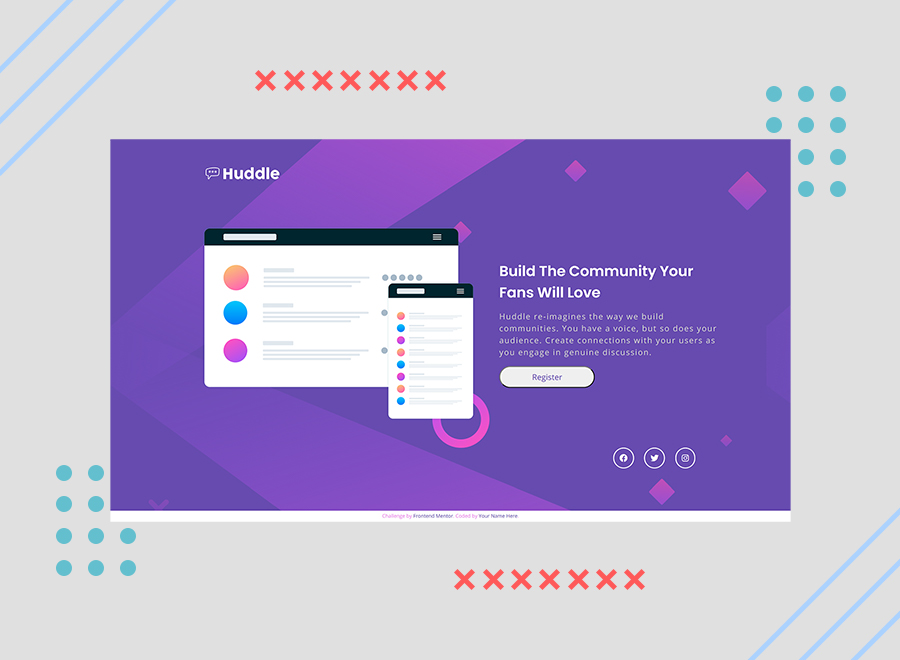 Huddle
Build The Community Your
Fans Will Love
Huddle re-imagines the way we build
communities. You have a voice, but so does your
audience. Create connections with your users as
you engage in genuine discussion.
Register
Challenge by Frontend Mentor. Coded by Your Name Here.